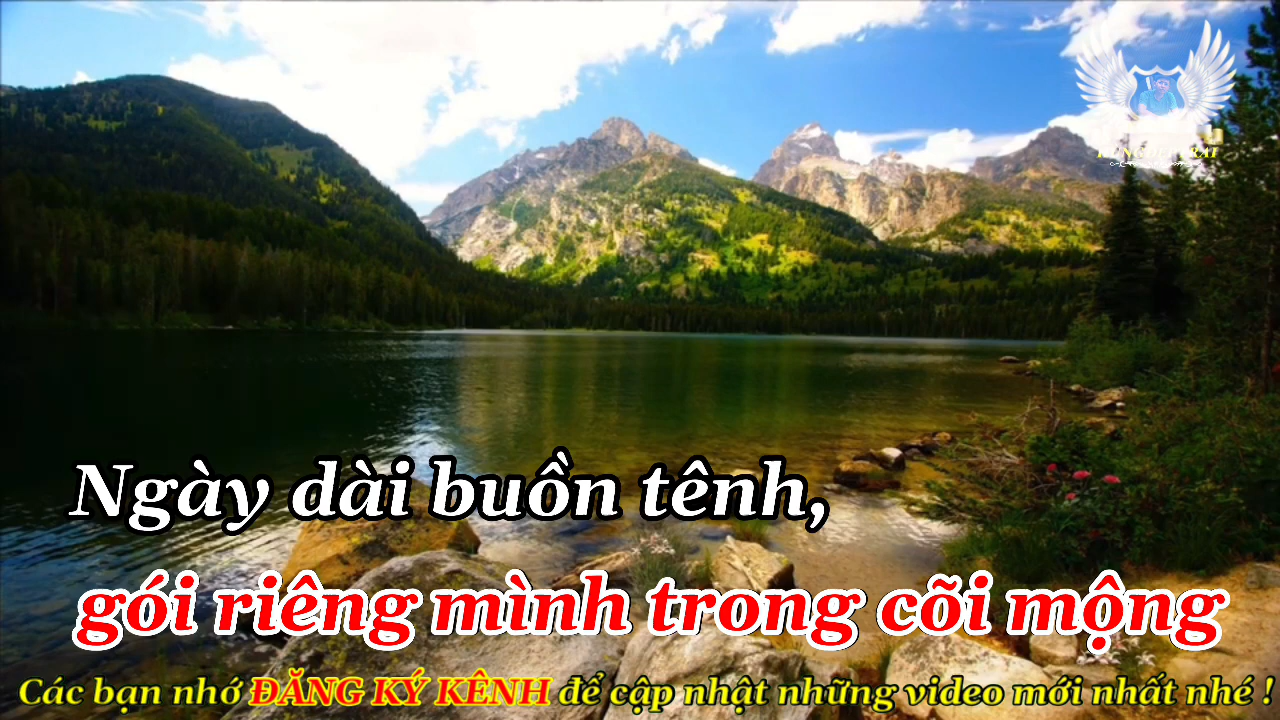 Ngày dài buồn tênh,
gói riêng mình trong cõi mộng
Các bạn nhớ ĐĂNG KÝ KÊNH để cập nhật những video mới nhất nhé !